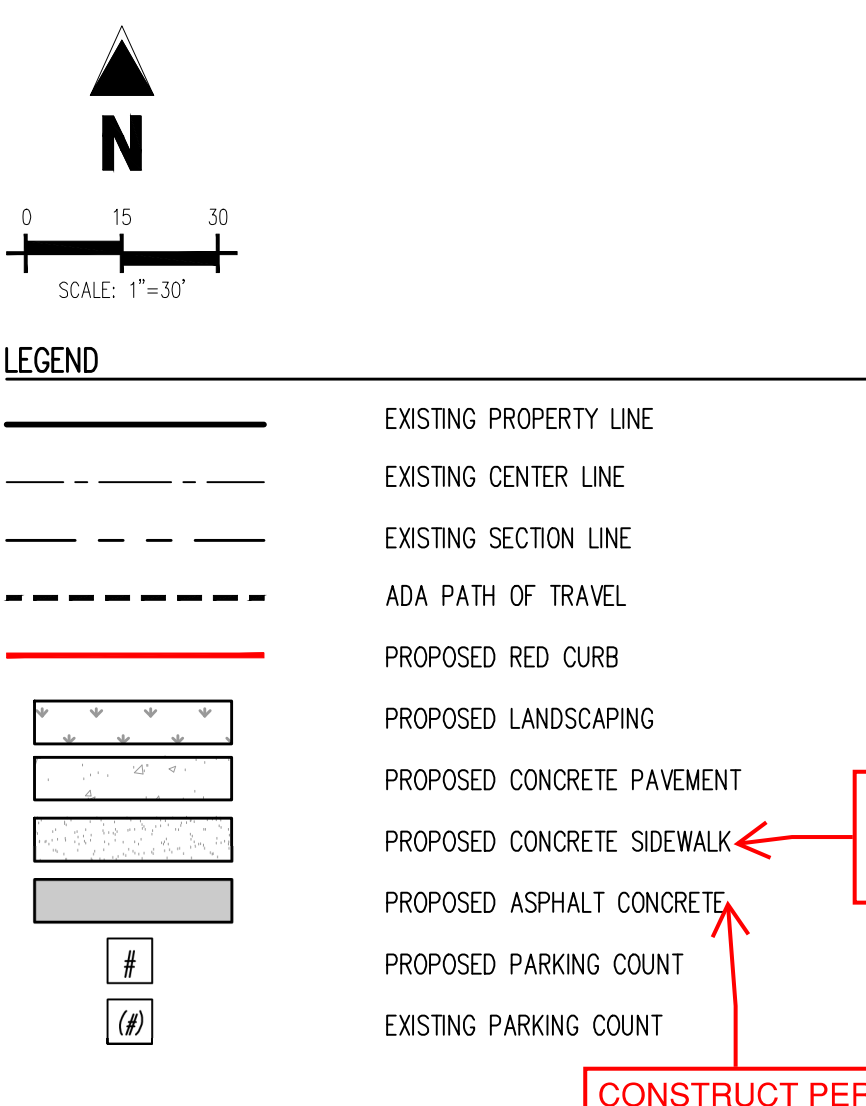 N
0 15 30
SCALE: 1"=30'
LEGEND
EXISTING PROPERTY LINE
EXISTING CENTER LINE
EXISTING SECTION LINE
ADA PATH OF TRAVEL
PROPOSED RED CURB
PROPOSED LANDSCAPING
PROPOSED CONCRETE PAVEMENT
PROPOSED CONCRETE SIDEWALK
PROPOSED ASPHALT CONCRETE
# PROPOSED PARKING COUNT
(#) EXISTING PARKING COUNT
CONSTRUCT PER